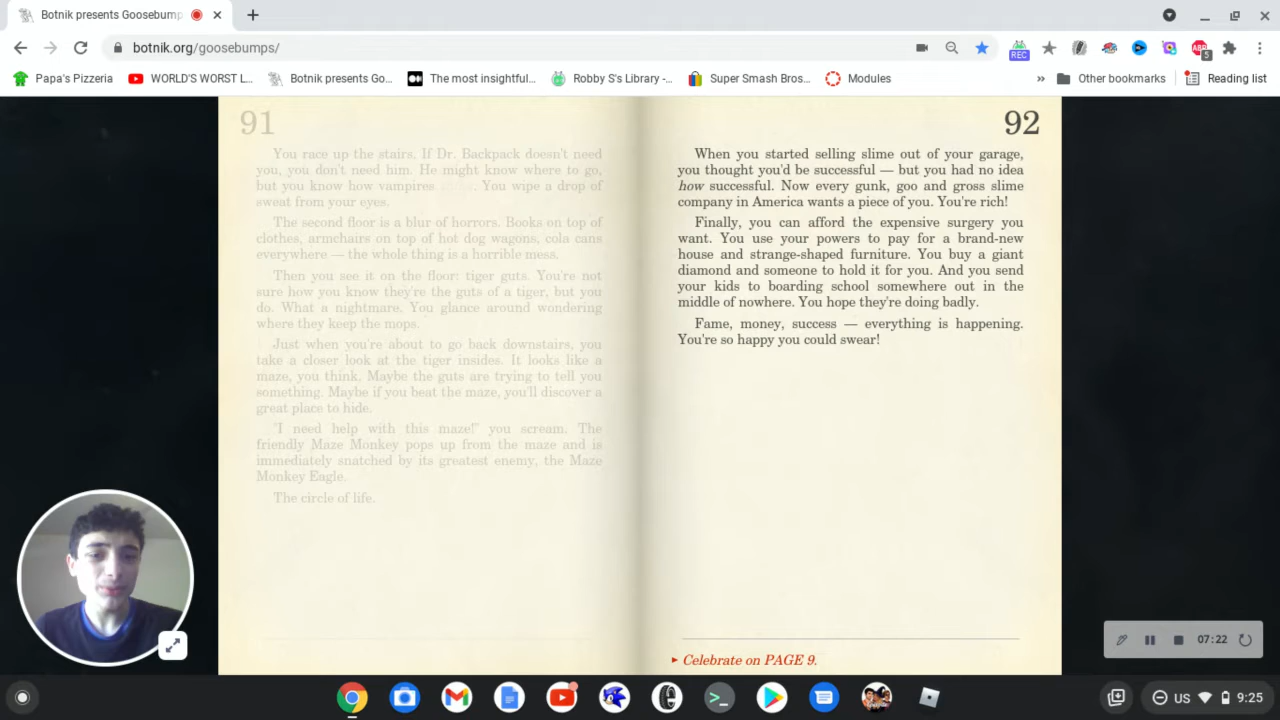 Botnik presents Goosebump
botnik.org/goosebumps/
REC
ABP
5
Papa's Pizzeria
WORLD'S WORST L...
Botnik presents Go...
The most insightful...
Robby S's Library -...
Super Smash Bros...
Modules
»
Other bookmarks
Reading list
91
You race up the stairs. If Dr. Backpack doesn't need
you, you don't need him. He might know where to go,
but you know how vampires . You wipe a drop of
sweat from your eyes.
The second floor is a blur of horrors. Books on top of
clothes, armchairs on top of hot dog wagons, cola cans
everywhere — the whole thing is a horrible mess.
Then you see it on the floor: tiger guts. You're not
sure how you know they're the guts of a tiger, but you
do. What a nightmare. You glance around wondering
where they keep the mops.
Just when you're about to go back downstairs, you
take a closer look at the tiger insides. It looks like a
maze, you think. Maybe the guts are trying to tell you
something. Maybe if you beat the maze, you'll discover a
great place to hide.
"I need help with this maze!" you scream. The
friendly Maze Monkey pops up from the maze and is
immediately snatched by its greatest enemy, the Maze
Monkey Eagle.
The circle of life.
92
When you started selling slime out of your garage,
you thought you'd be successful — but you had no idea
how successful. Now every gunk, goo and gross slime
company in America wants a piece of you. You're rich!
Finally, you can afford the expensive surgery you
want. You use your powers to pay for a brand-new
house and strange-shaped furniture. You buy a giant
diamond and someone to hold it for you. And you send
your kids to boarding school somewhere out in the
middle of nowhere. You hope they're doing badly.
Fame, money, success — everything is happening.
You're so happy you could swear!
▸ Celebrate on PAGE 9.
07:22
US
9:25